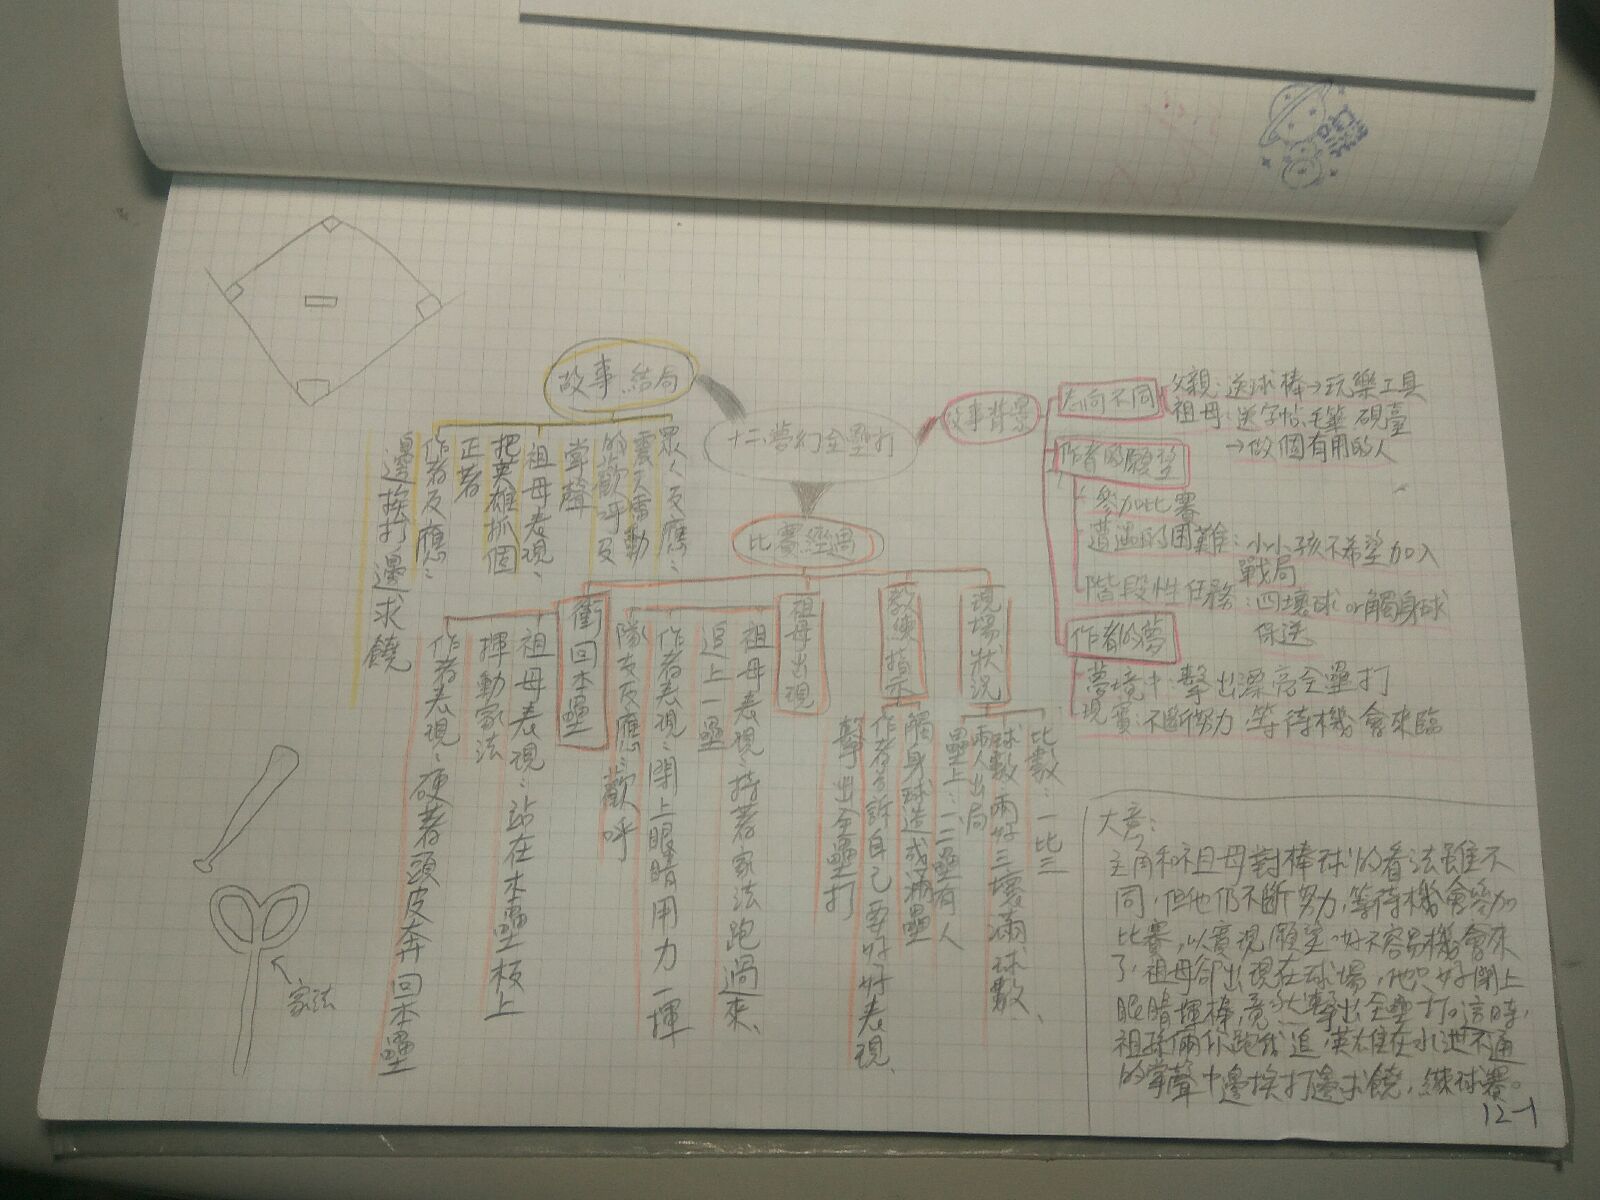 十二、夢幻全壘打
故事背景
志向不同
父親：送球棒→玩樂工具
祖母：送字帖、毛筆、硯臺
→做個有用的人
作者的願望
參加比賽
遭遇的困難：小小孩不希望加入
戰局
階段性任務：四壞球or觸身球
保送
作者的夢
夢境中：擊出漂亮全壘打
現實：不斷努力，等待機會來臨
比賽經過
現場狀況
比數：一比三
球數：兩好三壞滿球數、
兩人出局
壘上：一二壘有人
教練指示
觸身球造成滿壘
作者告訴自己要好好表現、
擊出全壘打
祖母出現
祖母表現：持著家法跑過來、
追上一壘
作者表現：閉上眼睛用力一揮
隊友反應：歡呼
衝回本壘
祖母表現：站在本壘板上
揮動家法
作者表現：硬著頭皮奔回本壘
故事結局
眾人反應：
震天雷動
的歡呼及
掌聲
祖母表現：
把英雄抓個
正著
作者反應：
邊挨打邊求饒
家法
大意：
主角和祖母對棒球的看法雖不
同，但他仍不斷努力，等待機會參加
比賽，以實現願望。好不容易機會來
了，祖母卻出現在球場，他只好閉上
眼睛揮棒，竟然擊出全壘打。這時，
祖孫倆你跑我追，英雄在水洩不通
的掌聲中邊挨打邊求饒，球賽。
12-1